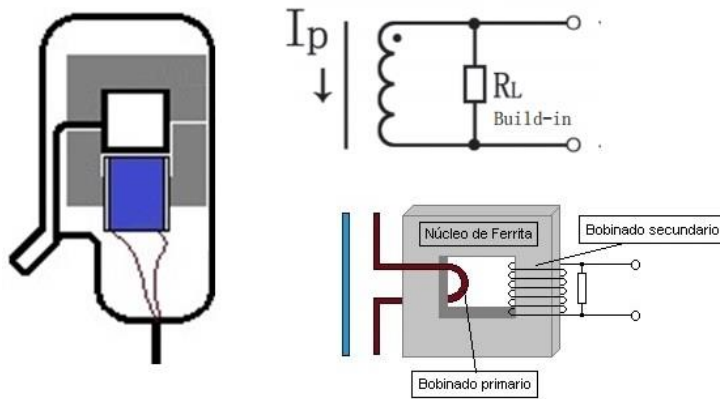 Ip
RL
Build-in
Núcleo de Ferrita
Bobinado secundario
Bobinado primario